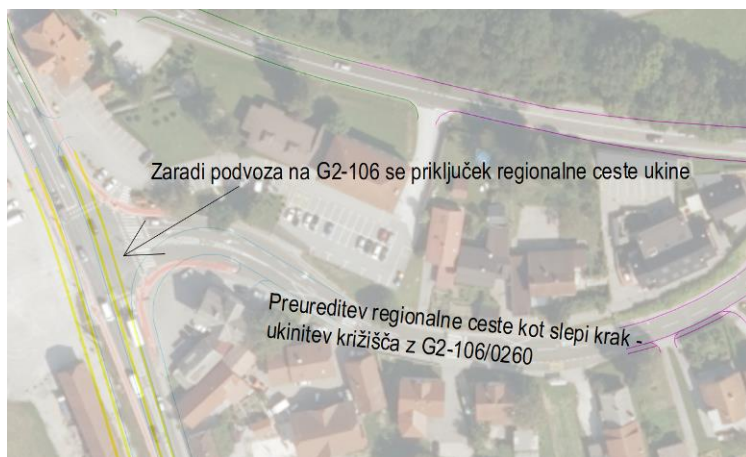 Zaradi podvoza na G2-106 se priključek regionalne ceste ukine
Preureditev regionalne ceste kot slepi krak -
ukinitev križišča z G2-106/0260